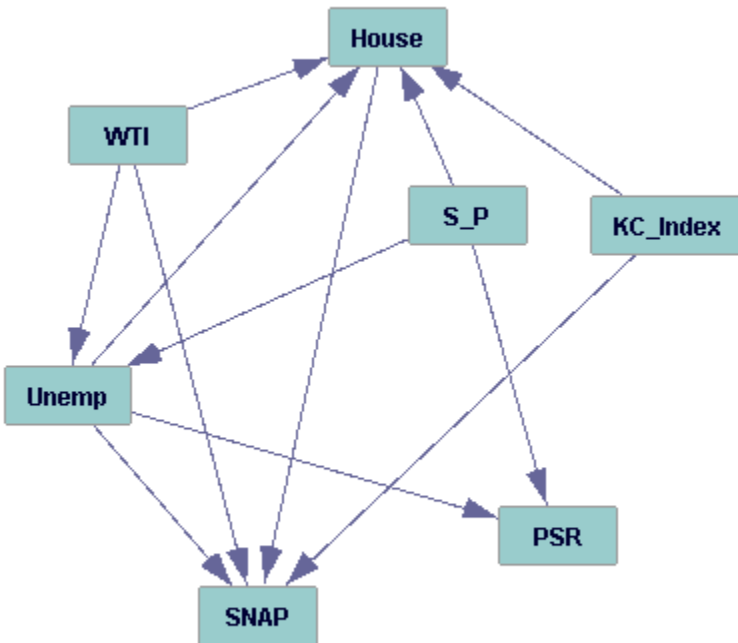 House
WTI
S_P
KC_Index
Unemp
PSR
SNAP